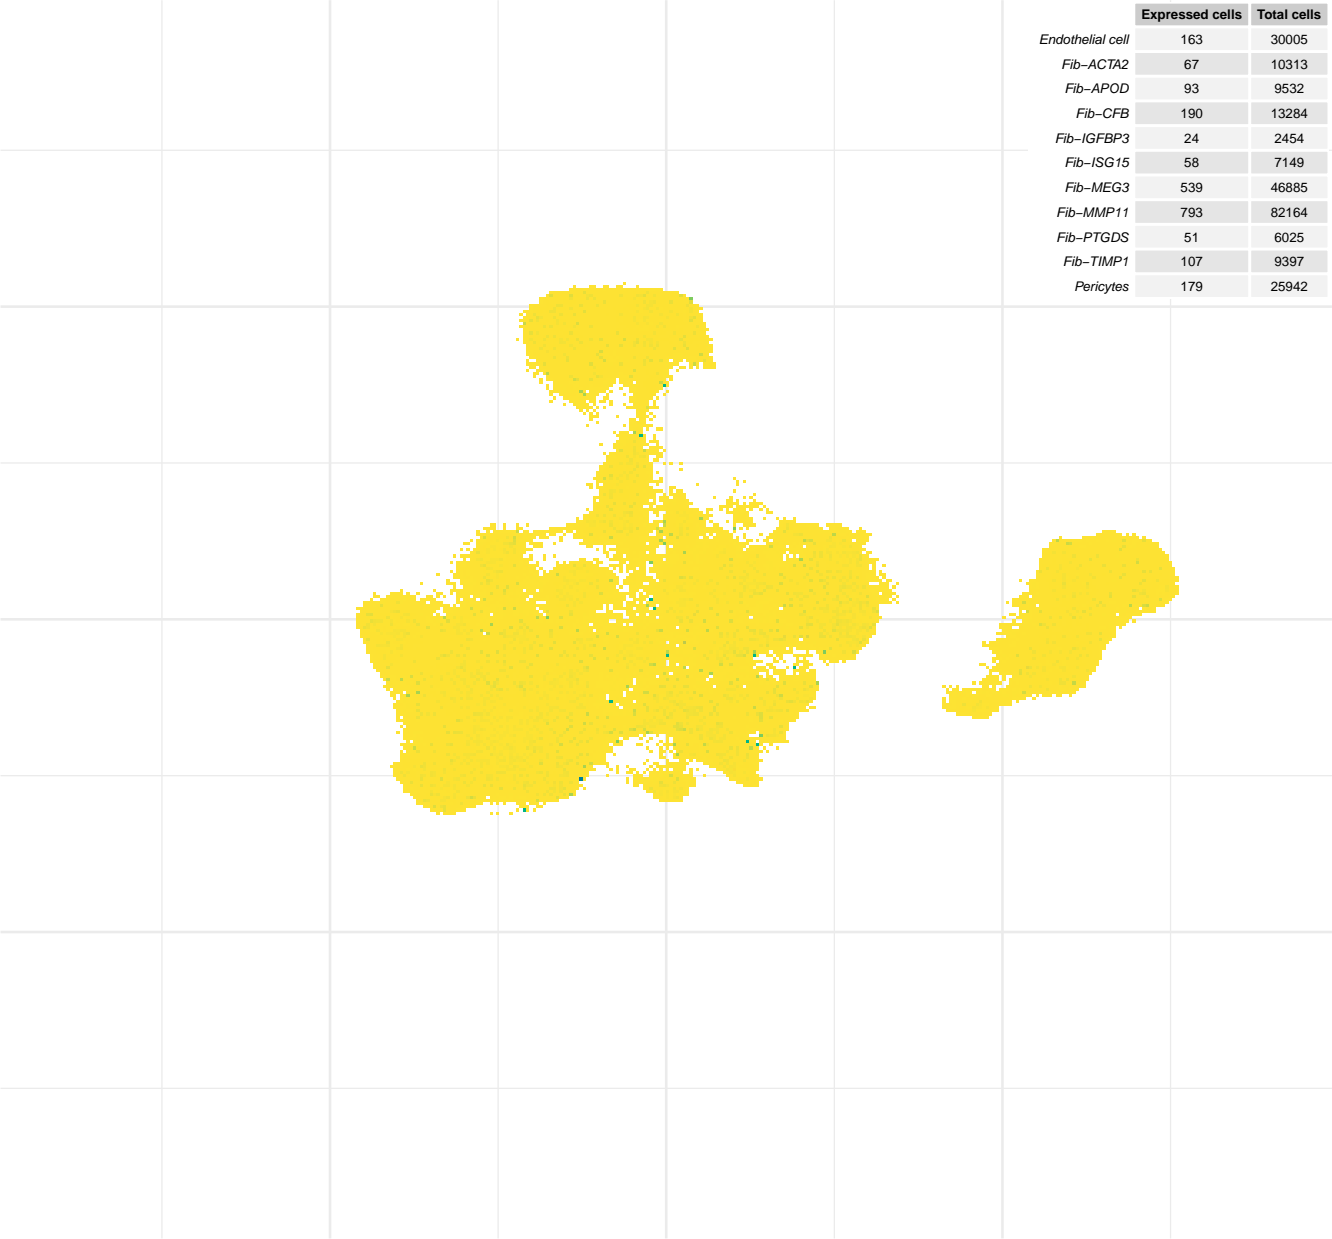 Expressed cells Total cells
Endothelial cell 163 30005
Fib−ACTA2 67 10313
Fib−APOD 93 9532
Fib−CFB 190 13284
Fib−IGFBP3 24 2454
Fib−ISG15 58 7149
Fib−MEG3 539 46885
Fib−MMP11 793 82164
Fib−PTGDS 51 6025
Fib−TIMP1 107 9397
Pericytes 179 25942